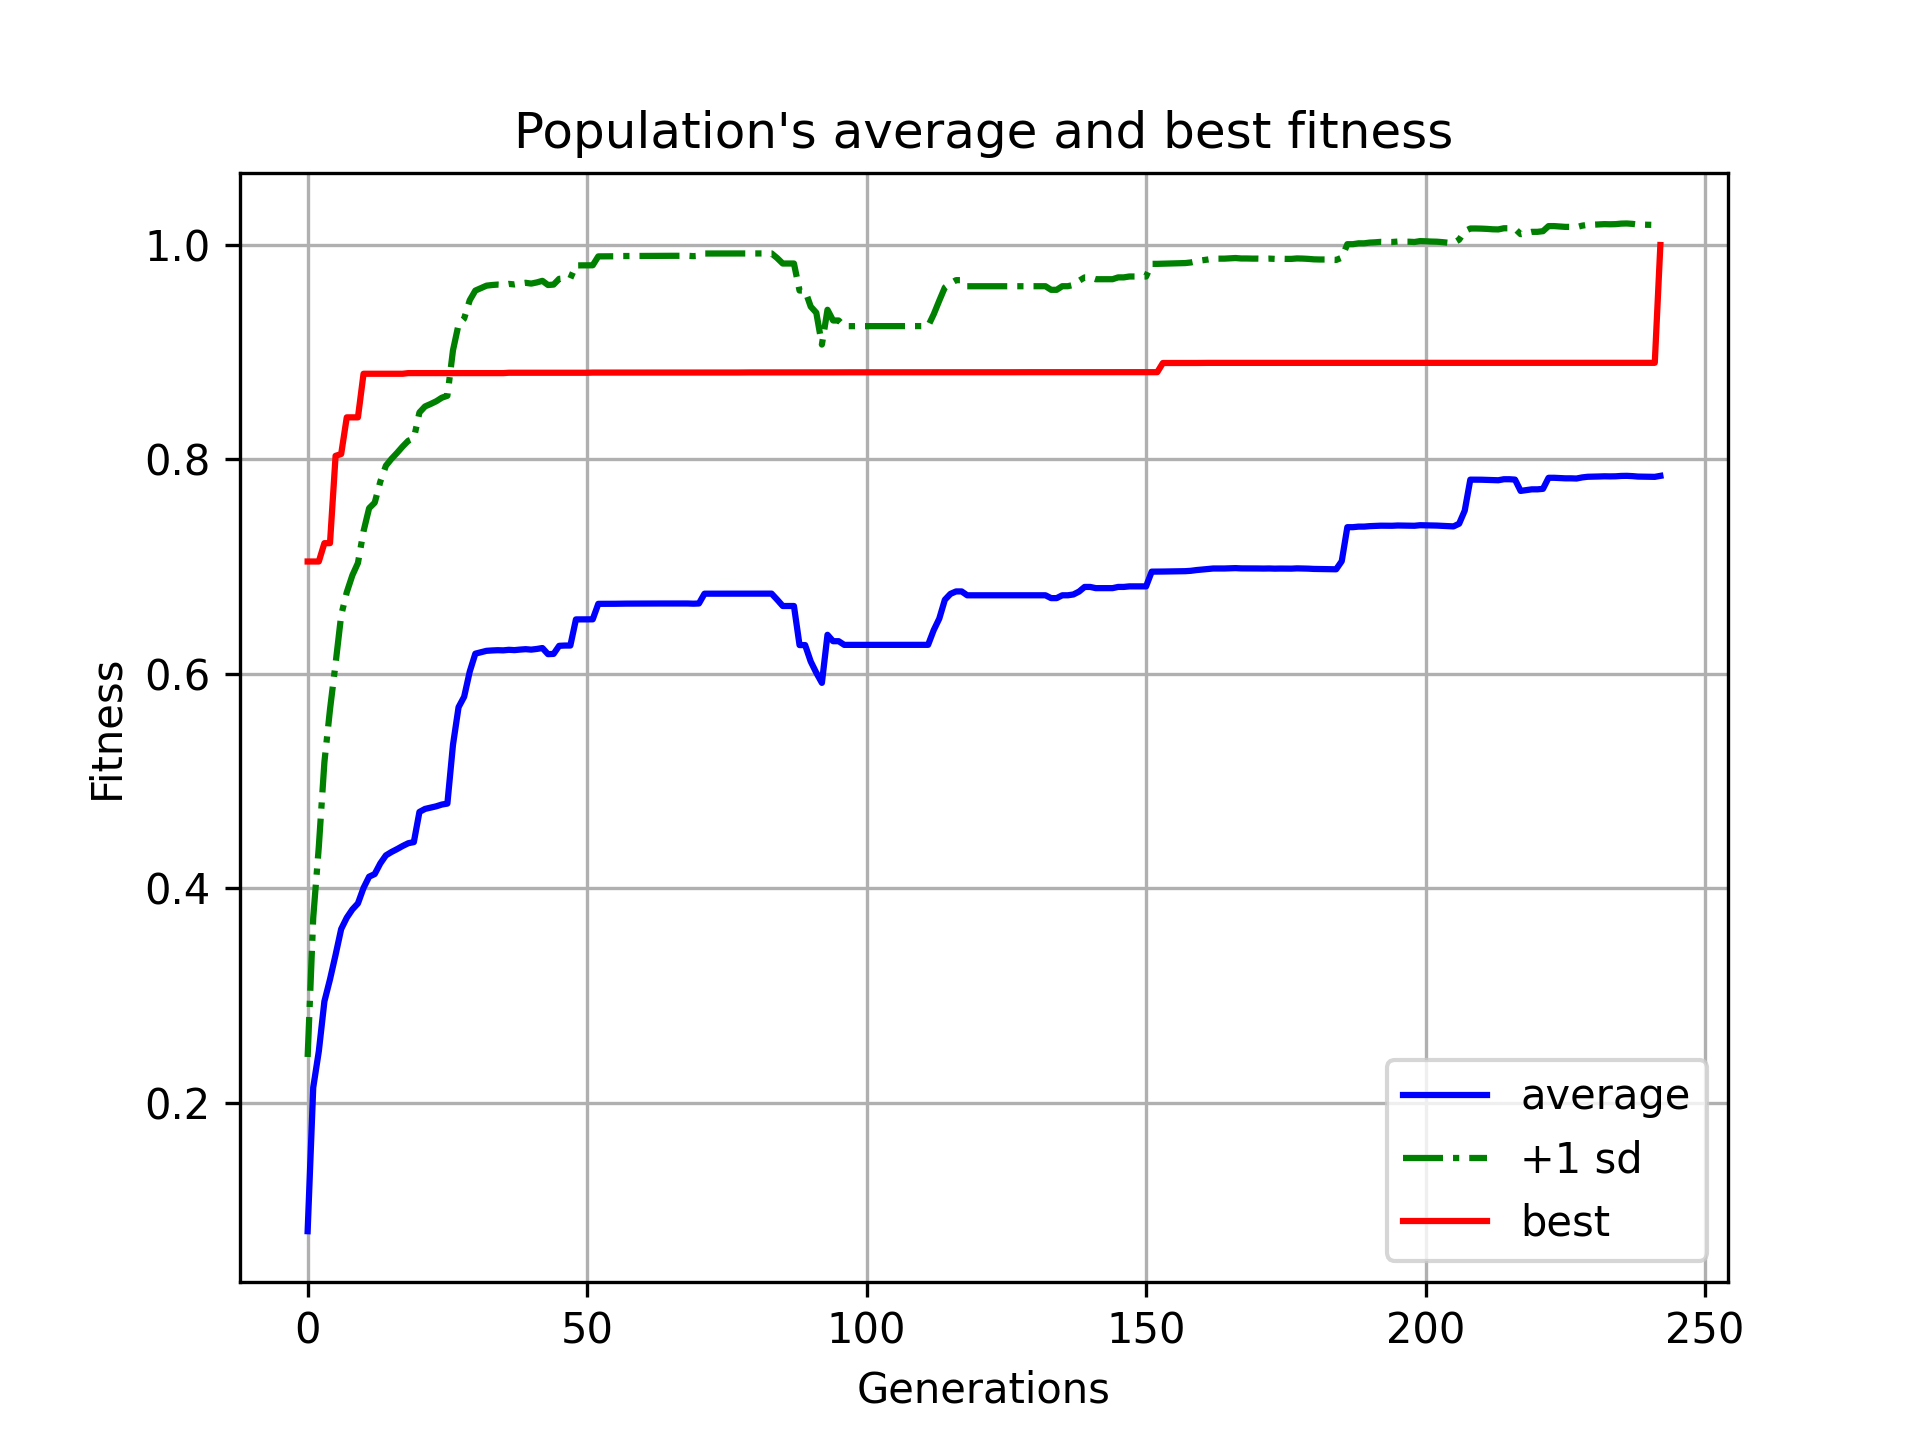 Population's average and best fitness
Fitness
1.0
0.8
0.6
0.4
0.2
0 50 100 150 200 250
Generations
average
+1 sd
best